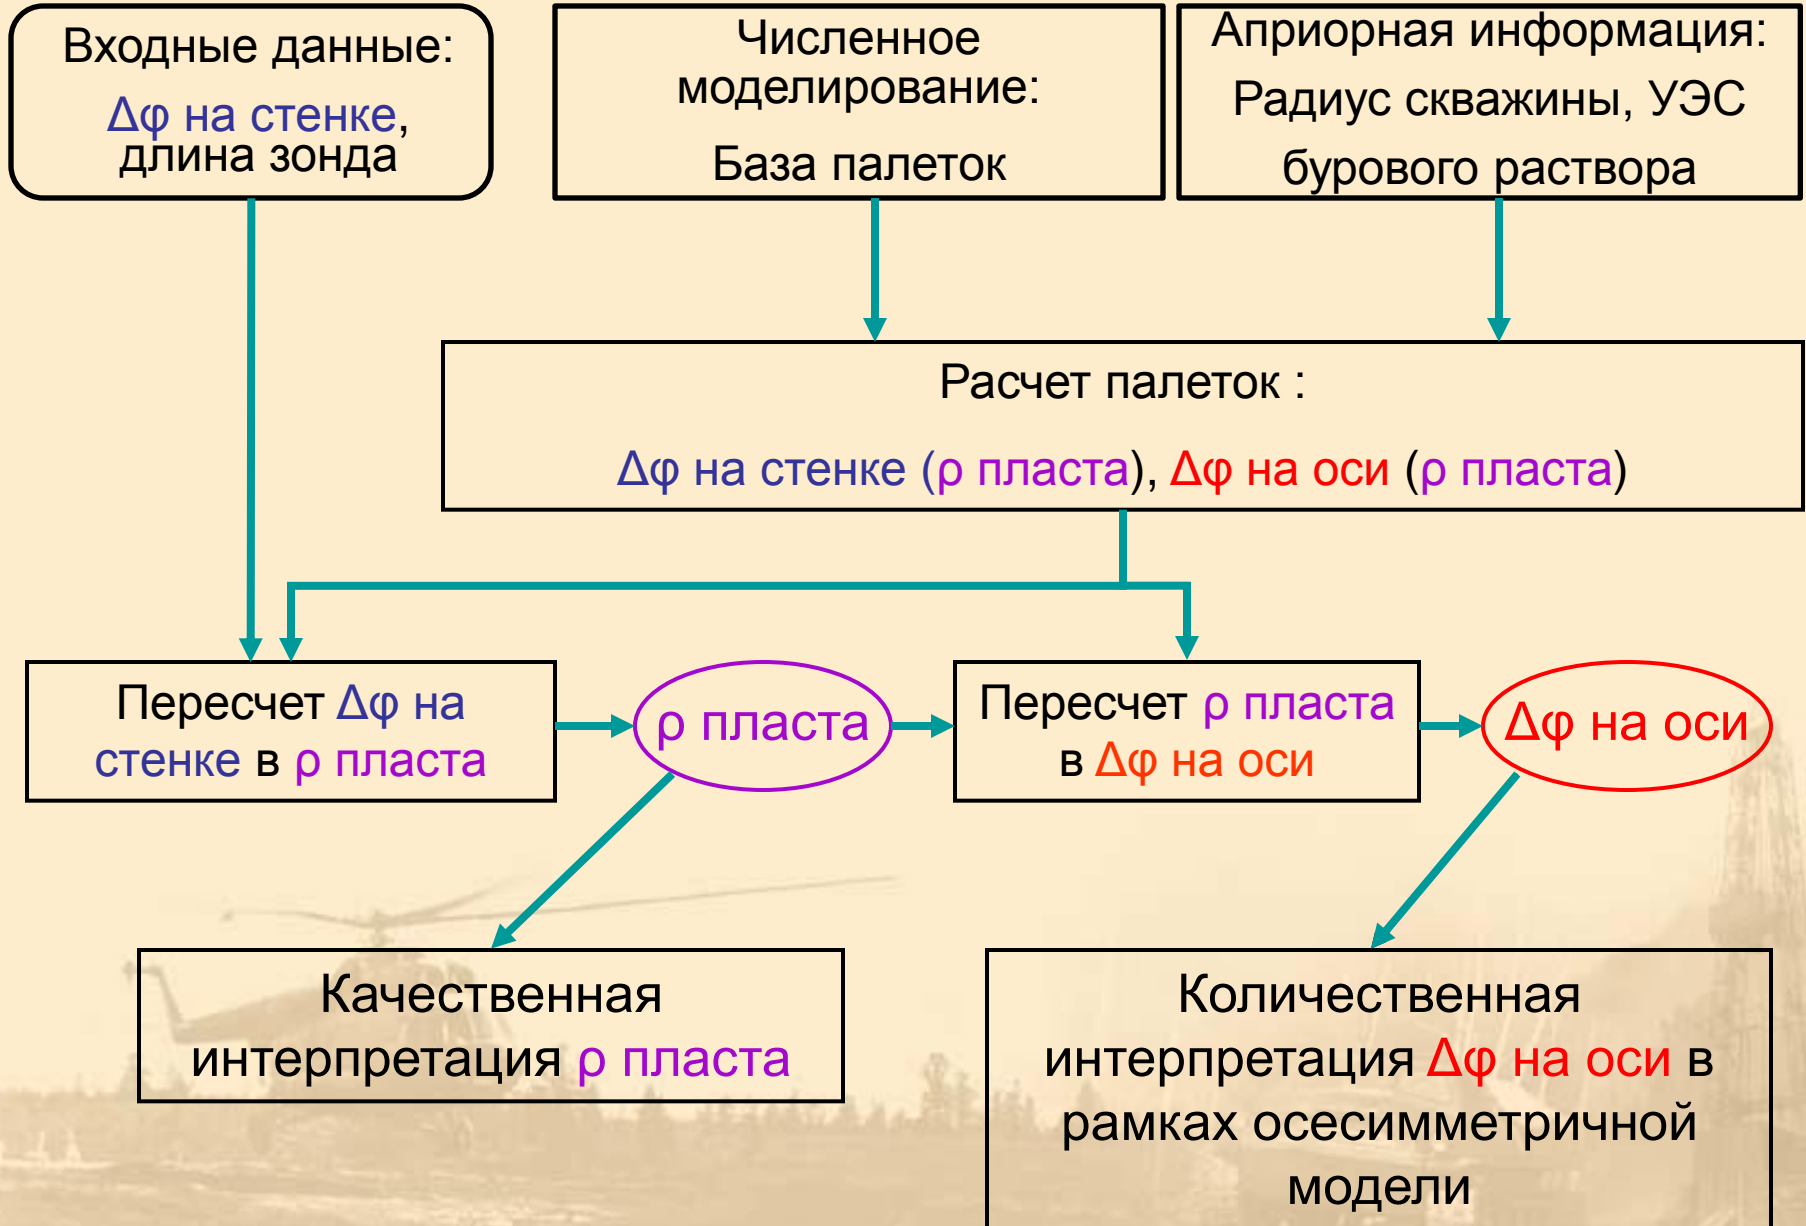 Входные данные:
Δφ на стенке,
длина зонда
Численное
моделирование:
База палеток
Априорная информация:
Радиус скважины, УЭС
бурового раствора
Расчет палеток :
Δφ на стенке (ρ пласта), Δφ на оси (ρ пласта)
Пересчет Δφ на
стенке в ρ пласта
ρ пласта
Пересчет ρ пласта
в Δφ на оси
Δφ на оси
Качественная
интерпретация ρ пласта
Количественная
интерпретация Δφ на оси в
рамках осесимметричной
модели